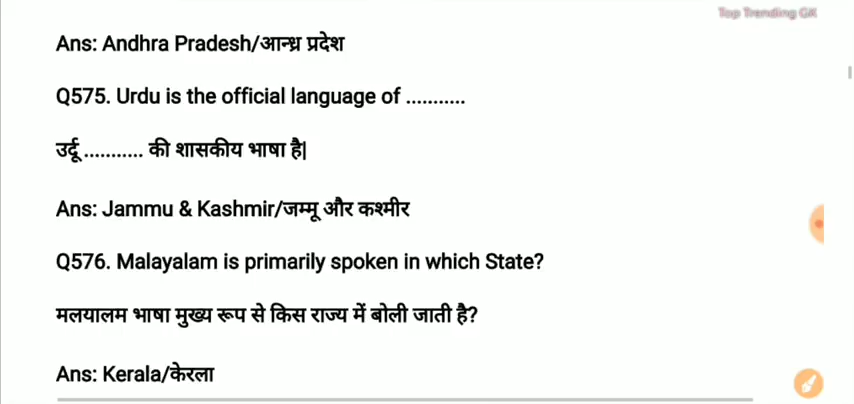 Top Trending GK
Ans: Andhra Pradesh/आन्ध्र प्रदेश
Q575. Urdu is the official language of ...........
उर्दू ........... की शासकीय भाषा है|
Ans: Jammu & Kashmir/जम्मू और कश्मीर
Q576. Malayalam is primarily spoken in which State?
मलयालम भाषा मुख्य रूप से किस राज्य में बोली जाती है?
Ans: Kerala/केरला